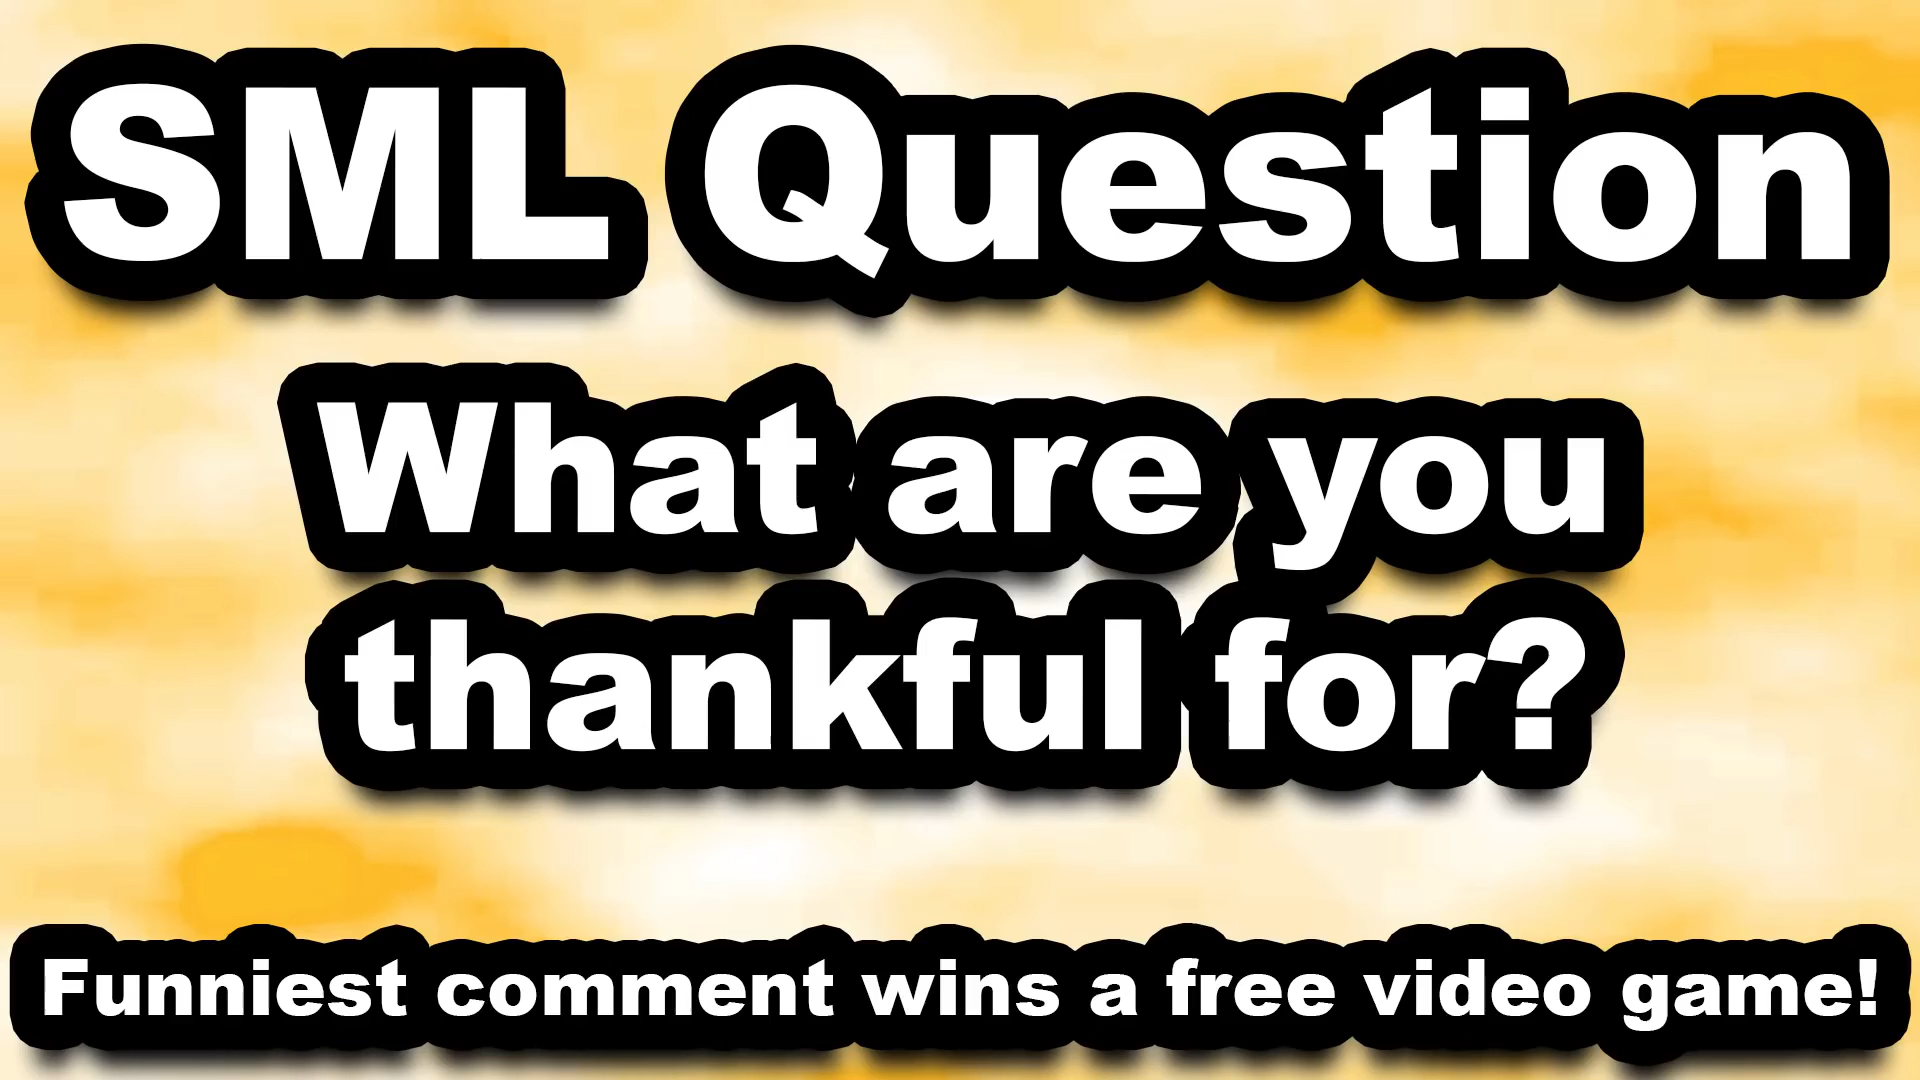 SML Question
What are you
thankful for?
Funniest comment wins a free video game!